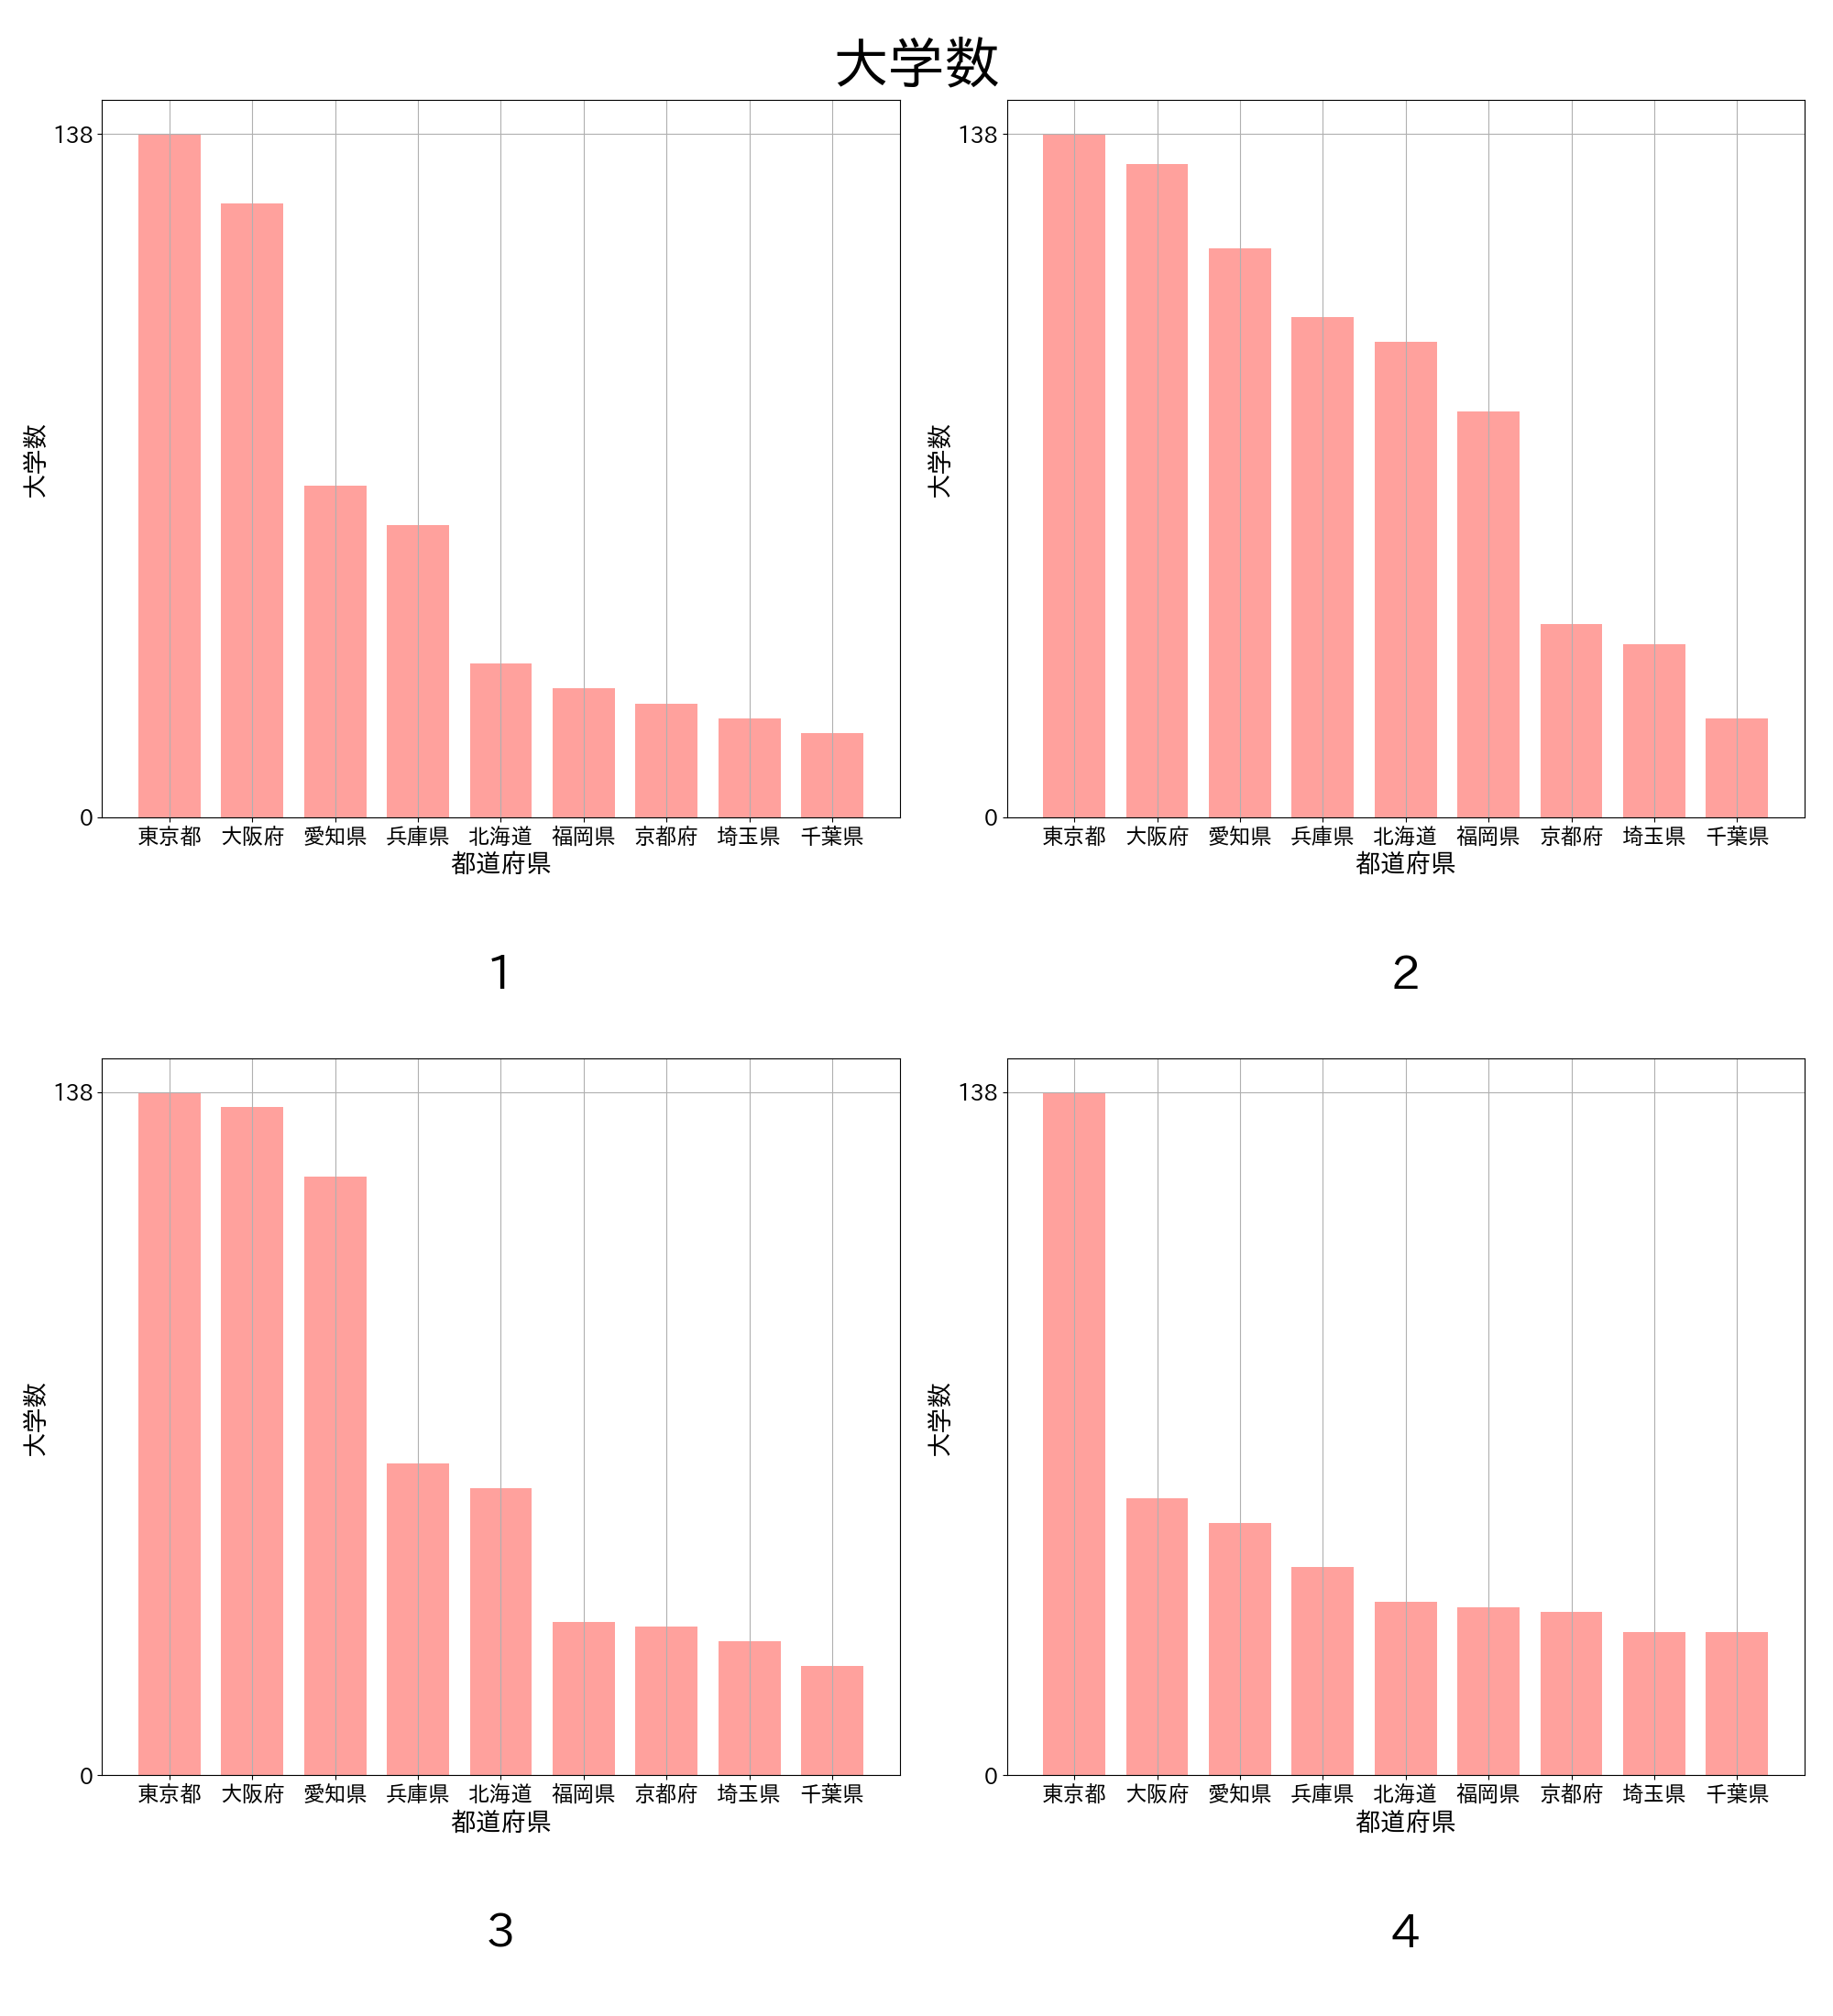 大学数
138
0
大学数
東京都 大阪府 愛知県 兵庫県 北海道 福岡県 京都府 埼玉県 千葉県
都道府県
1
138
0
大学数
東京都 大阪府 愛知県 兵庫県 北海道 福岡県 京都府 埼玉県 千葉県
都道府県
2
138
0
大学数
東京都 大阪府 愛知県 兵庫県 北海道 福岡県 京都府 埼玉県 千葉県
都道府県
3
138
0
大学数
東京都 大阪府 愛知県 兵庫県 北海道 福岡県 京都府 埼玉県 千葉県
都道府県
4